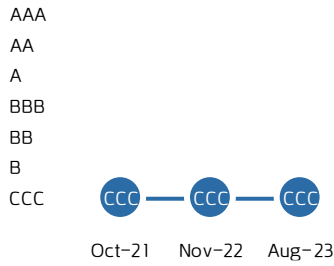 AAA
AA
A
BBB
BB
B
CCC CCC CCC CCC
Oct-21 Nov-22 Aug-23